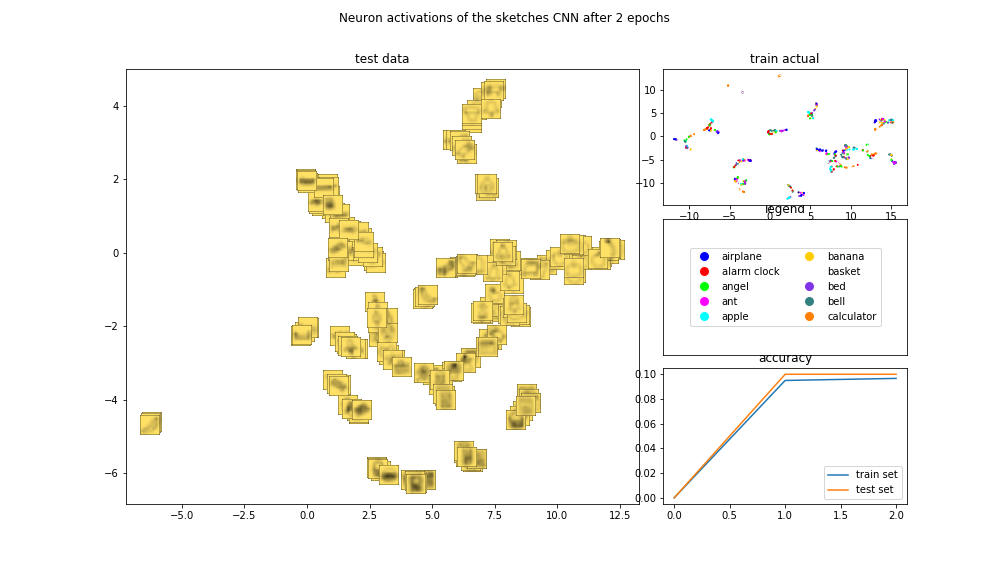 Neuron activations of the sketches CNN after 2 epochs
test data
4
2
0
−2
−4
−6
−5.0
−2.5
0.0
2.5
5.0
7.5
10.0
12.5
train actual
10
5
0
−5
−10
−10
−5
0
5
10
15
legend
airplane
alarm clock
angel
ant
apple
banana
basket
bed
bell
calculator
accuracy
0.10
0.08
0.06
0.04
0.02
0.00
0.0
0.5
1.0
1.5
2.0
train set
test set